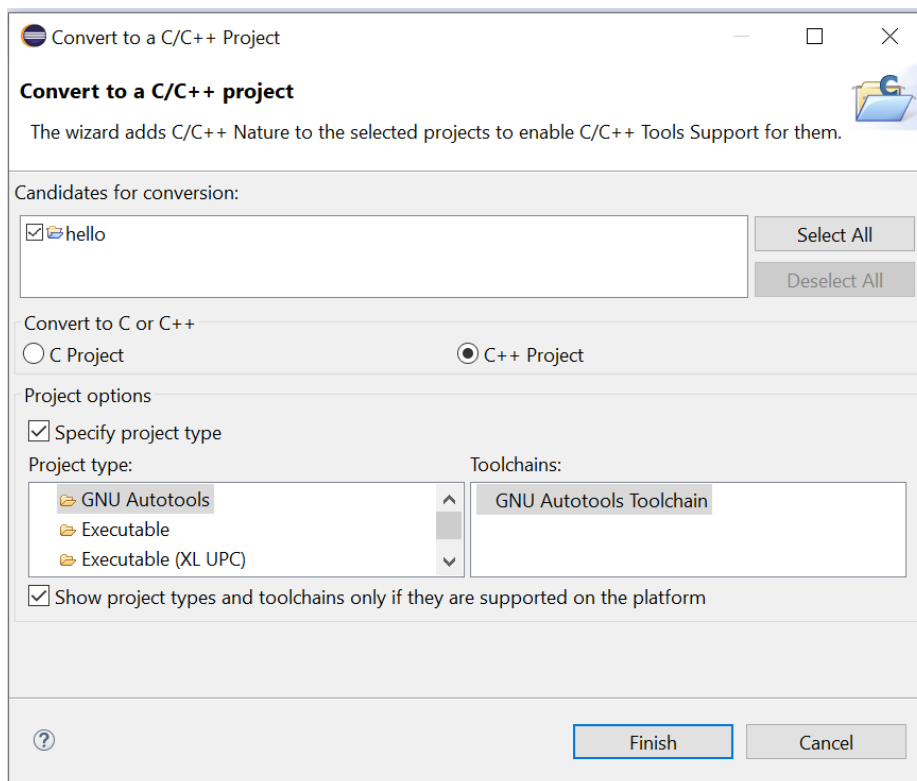 Convert to a C/C++ Project
Convert to a C/C++ project
The wizard adds C/C++ Nature to the selected projects to enable C/C++ Tools Support for them.
Candidates for conversion:
hello
Select All
Deselect All
Convert to C or C++
C Project
C++ Project
Project options
Specify project type
Project type:
Toolchains:
GNU Autotools
GNU Autotools Toolchain
Executable
Executable (XL UPC)
Show project types and toolchains only if they are supported on the platform
Finish
Cancel